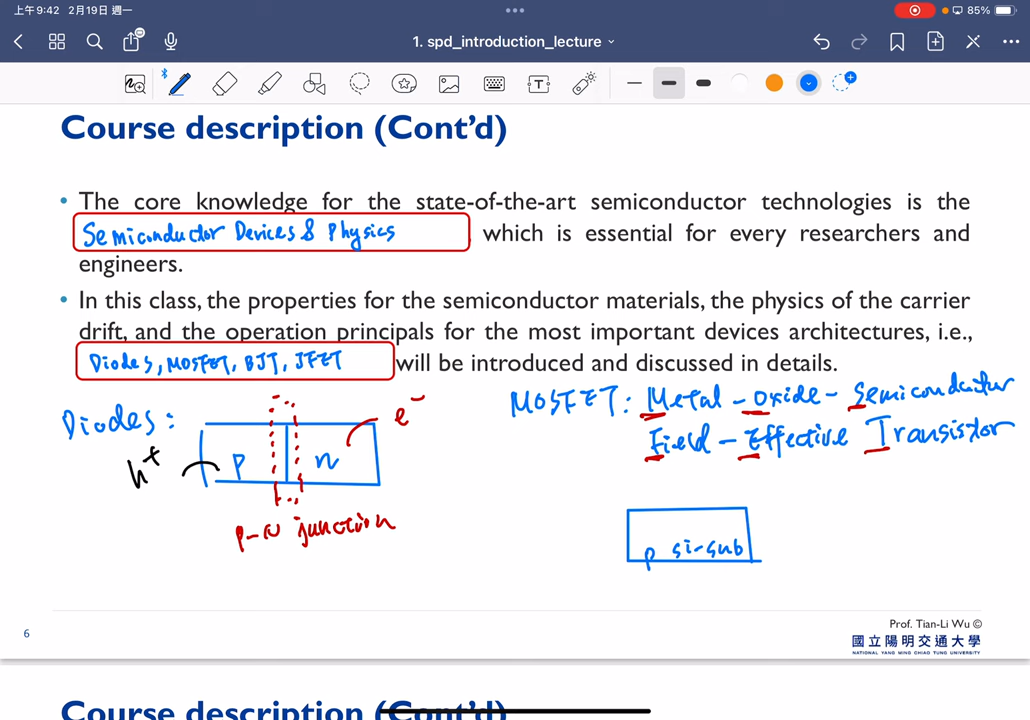 上午9:42 2月19日 週一
85%
1. spd_introduction_lecture
Course description (Cont'd)
• The core knowledge for the state-of-the-art semiconductor technologies is the
Semiconductor Devices & Physics, which is essential for every researchers and
engineers.
• In this class, the properties for the semiconductor materials, the physics of the carrier
drift, and the operation principals for the most important devices architectures, i.e.,
Diodes, MOSFET, BJT, JFET will be introduced and discussed in details.
MOSFET: Metal-Oxide-Semiconductor
Field-Effective Transistor
Diodes:
e⁻
h⁺
p n
p-n junction
p si-sub
6
Prof. Tian-Li Wu ©
國立陽明交通大學
NATIONAL YANG MING CHIAO TUNG UNIVERSITY
Course description (Cont'd)